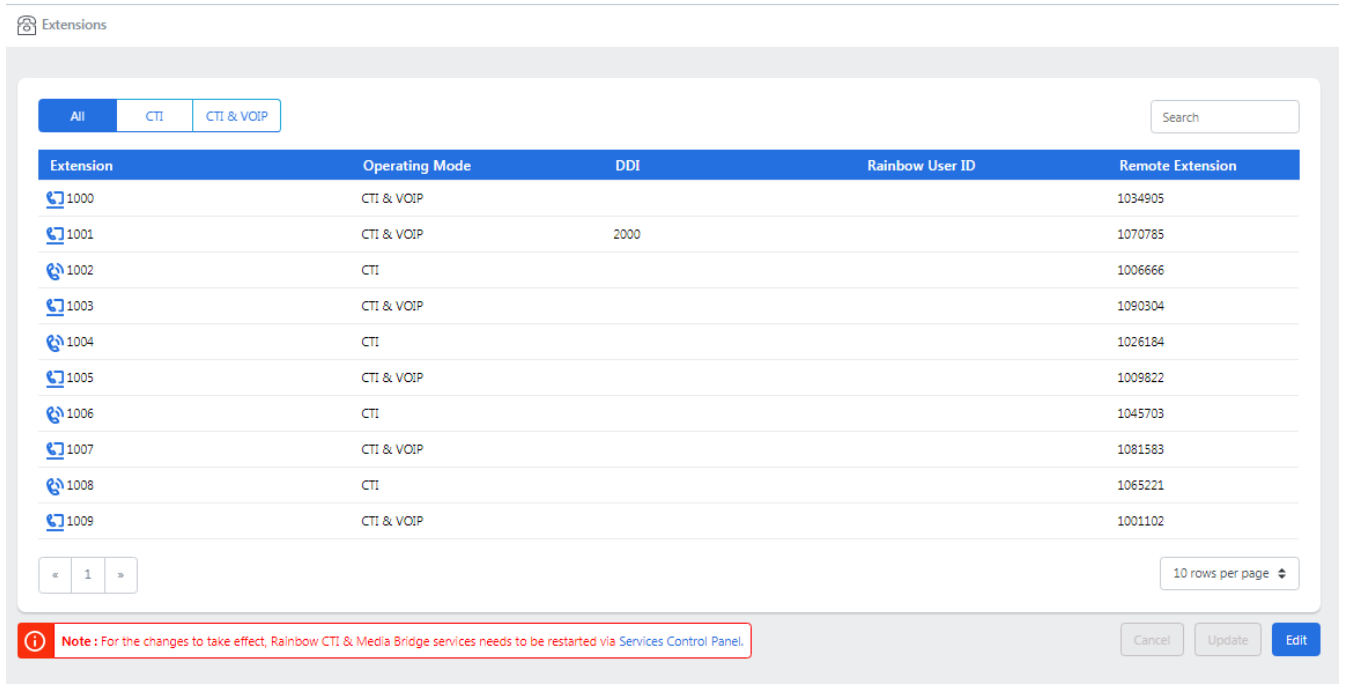 Extensions
All CTI CTI & VOIP Search
Extension Operating Mode DDI Rainbow User ID Remote Extension
1000 CTI & VOIP 1034905
1001 CTI & VOIP 2000 1070785
1002 CTI 1006666
1003 CTI & VOIP 1090304
1004 CTI 1026184
1005 CTI & VOIP 1009822
1006 CTI 1045703
1007 CTI & VOIP 1081583
1008 CTI 1065221
1009 CTI & VOIP 1001102
« 1 » 10 rows per page
Note : For the changes to take effect, Rainbow CTI & Media Bridge services needs to be restarted via Services Control Panel. Cancel Update Edit